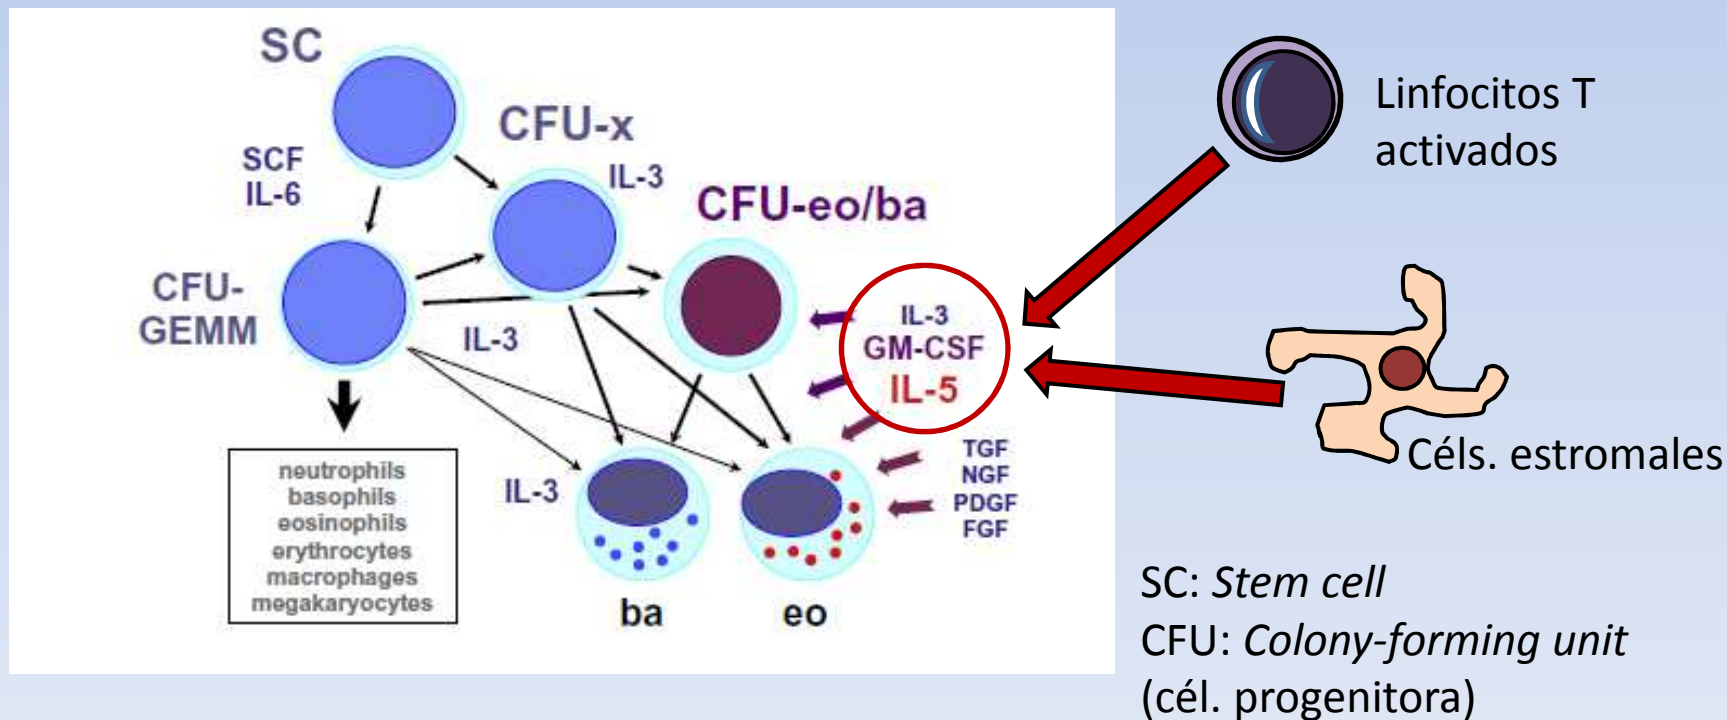 SC
CFU-x
SCF
IL-6
IL-3
CFU-eo/ba
CFU-
GEMM
IL-3
IL-3
GM-CSF
IL-5
neutrophils
basophils
eosinophils
erythrocytes
macrophages
megakaryocytes
IL-3
TGF
NGF
PDGF
FGF
ba
eo
Linfocitos T
activados
Céls. estromales
SC: Stem cell
CFU: Colony-forming unit
(cél. progenitora)